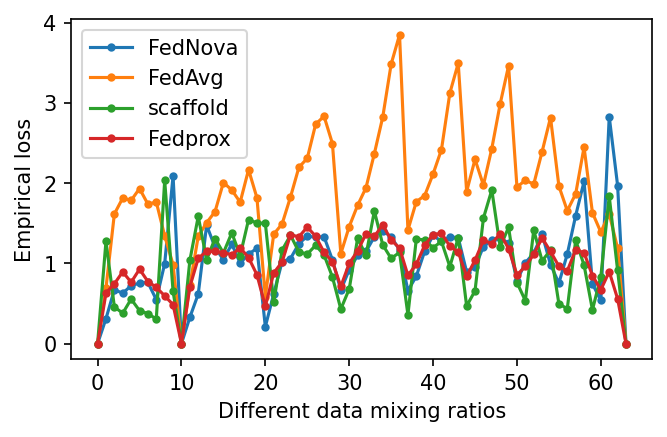 4
3
2
1
0
Empirical loss
FedNova
FedAvg
scaffold
Fedprox
0 10 20 30 40 50 60
Different data mixing ratios